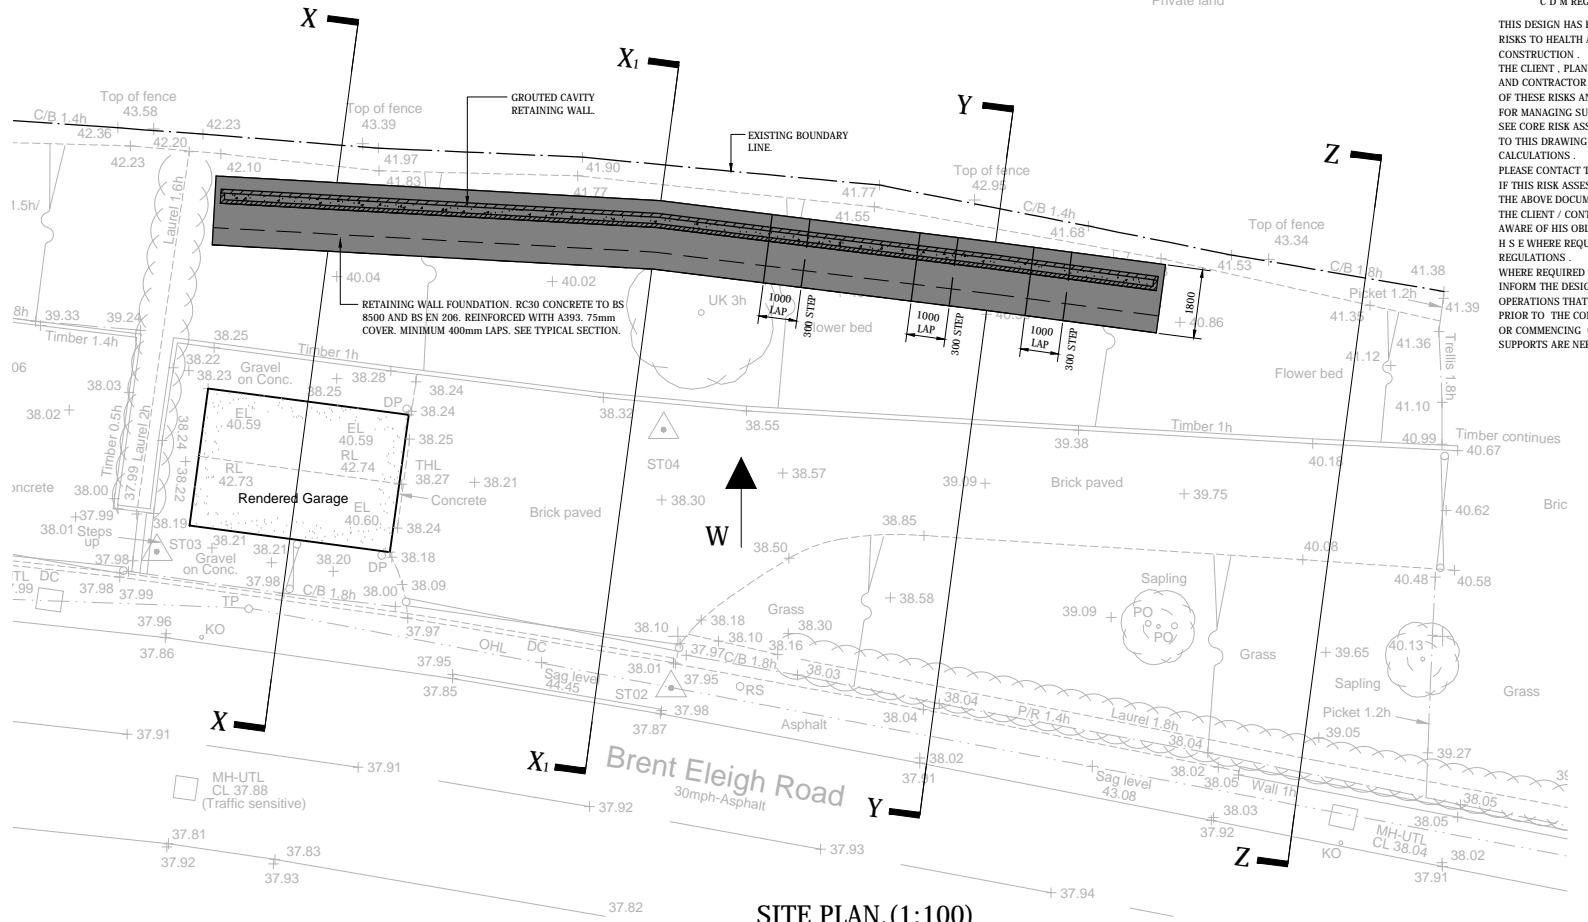 Private land
C D M REG
THIS DESIGN HAS
RISKS TO HEALTH
CONSTRUCTION .
THE CLIENT , PLAN
AND CONTRACTOR
OF THESE RISKS AN
FOR MANAGING SU
SEE CORE RISK ASS
TO THIS DRAWING
CALCULATIONS .
PLEASE CONTACT T
IF THIS RISK ASSES
THE ABOVE DOCUM
THE CLIENT / CONT
AWARE OF HIS OBL
H S E WHERE REQU
REGULATIONS .
WHERE REQUIRED
INFORM THE DESIG
OPERATIONS THAT
PRIOR TO THE CO
OR COMMENCING
SUPPORTS ARE NEE
X
X1
Y
Z
GROUTED CAVITY
RETAINING WALL.
EXISTING BOUNDARY
LINE.
C/B 1.4h
Top of fence
43.58
42.36
42.20
42.23
42.23
42.10
Top of fence
43.39
41.97
41.83
41.90
41.77
41.77
41.55
Top of fence
42.95
C/B 1.4h
41.68
41.53
Top of fence
43.34
C/B 1.8h
41.38
41.39
Picket 1.2h
41.35
41.36
41.12
Trellis 1.8h
41.10
40.99
Timber continues
40.67
1.5h/
Laurel 1.6h
40.04
40.02
UK 3h
Flower bed
40.86
Flower bed
RETAINING WALL FOUNDATION. RC30 CONCRETE TO BS
8500 AND BS EN 206. REINFORCED WITH A393. 75mm
COVER. MINIMUM 400mm LAPS. SEE TYPICAL SECTION.
1000
LAP
300 STEP
1000
LAP
300 STEP
1000
LAP
300 STEP
1800
8h
39.33
39.24
Timber 1.4h
38.25
Timber 1h
38.22
38.23
Gravel
on Conc.
38.25
38.28
38.24
38.32
38.55
39.38
Timber 1h
40.18
06
38.03
38.02
Timber 0.5h
Laurel 2h
37.99
38.24
38.22
EL
40.59
EL
40.59
RL
42.74
RL
42.73
Rendered Garage
EL
40.60
DP
38.24
38.25
THL
38.27
Concrete
38.21
38.24
38.18
DP
38.09
ST04
38.30
38.57
Brick paved
39.09
Brick paved
39.75
40.62
Bric
oncrete
38.00
37.99
38.01
Steps
up
38.19
ST03
38.21
Gravel
on Conc.
38.21
38.20
37.98
37.98
37.98
37.99
C/B 1.8h
38.00
37.97
TL
DC
7.99
TP
37.96
KO
37.86
W
38.50
38.85
40.08
40.48
40.58
38.58
Grass
38.18
38.30
38.10
38.10
38.16
37.97
C/B 1.8h
38.01
37.95
38.03
ST02
RS
37.98
37.87
OHL
DC
Sag level
44.45
37.95
37.85
Asphalt
38.04
38.04
P/R 1.4h
Laurel 1.8h
39.09
Sapling
PO
PO
Grass
39.65
Sapling
40.13
Grass
Picket 1.2h
39.05
39.27
38.04
38.02
38.05
Wall 1h
38.05
38.05
38.02
37.91
Sag level
43.08
38.03
37.92
MH-UTL
CL 38.04
KO
38.02
37.91
X
X1
Y
Z
37.91
37.91
MH-UTL
CL 37.88
(Traffic sensitive)
Brent Eleigh Road
30mph-Asphalt
37.92
37.93
37.94
37.81
37.92
37.83
37.93
37.82
SITE PLAN. (1:100)